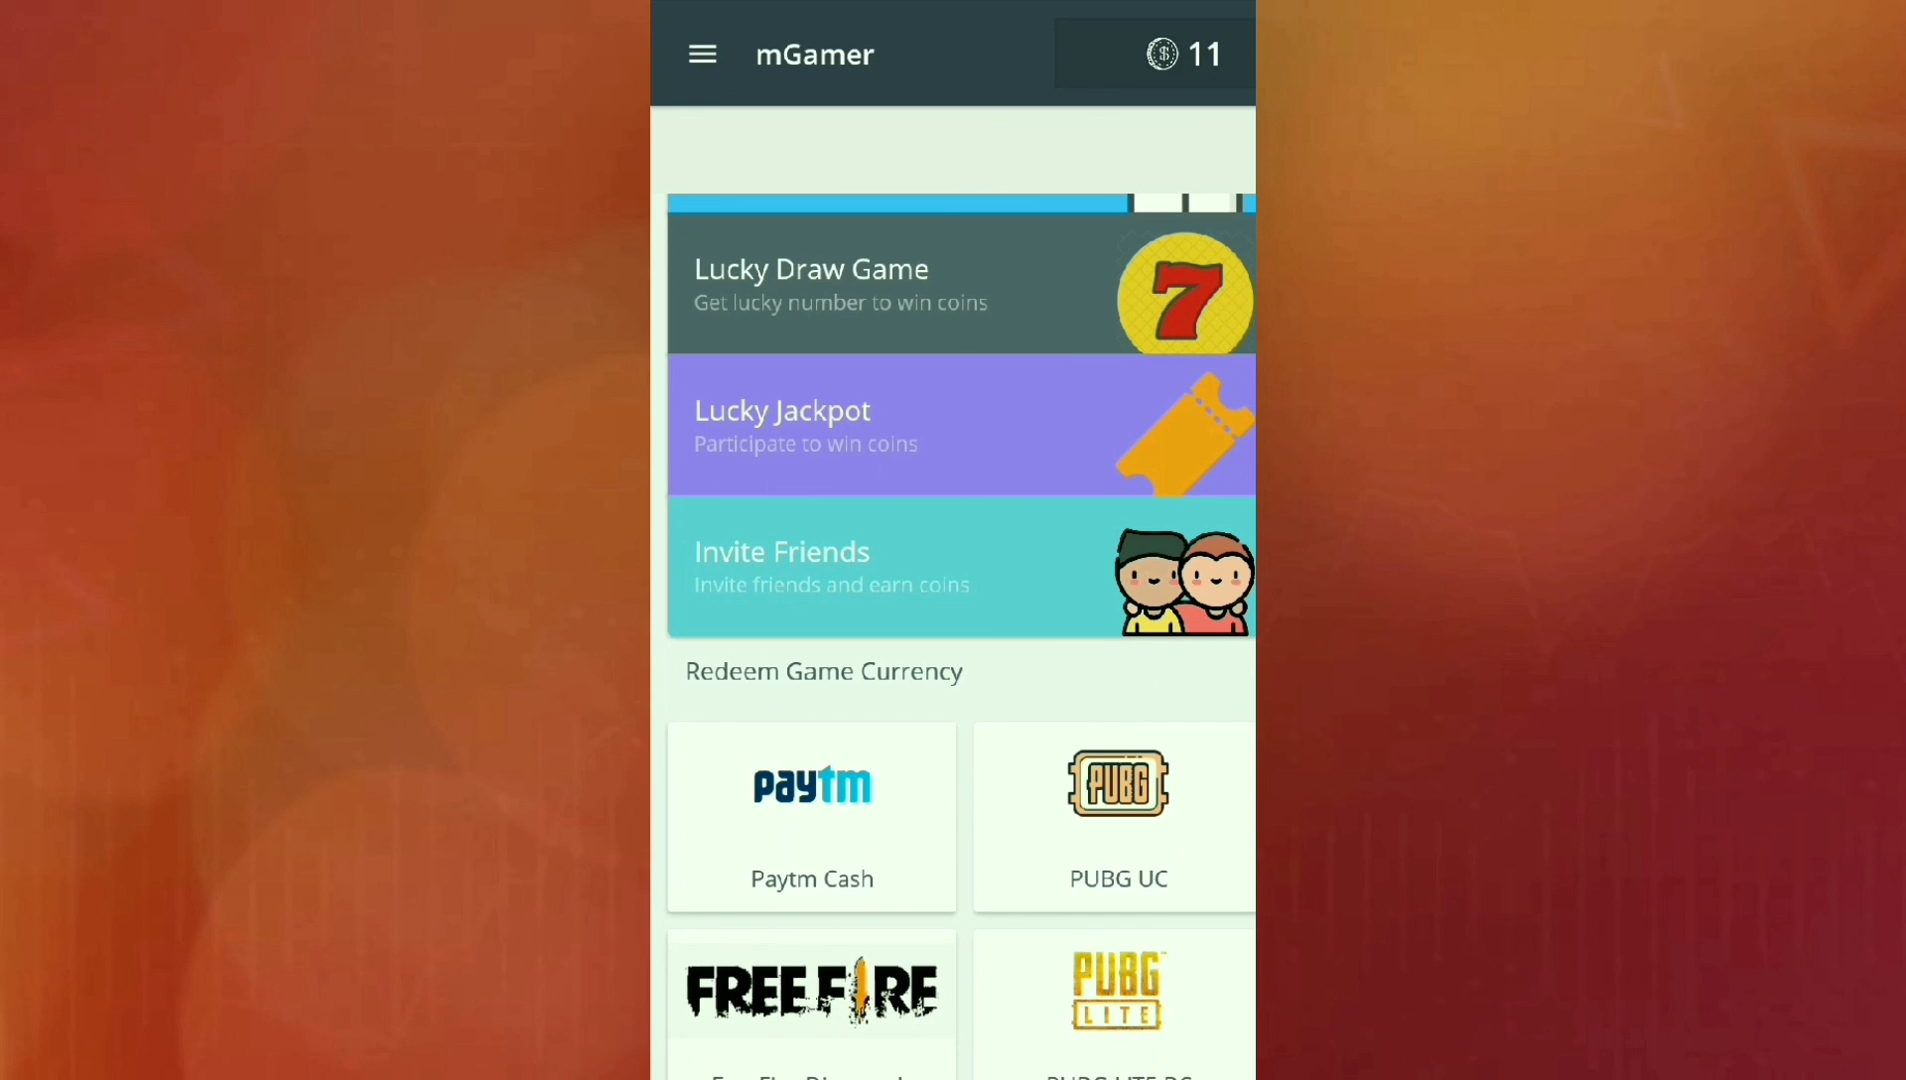 mGamer
11
Lucky Draw Game
Get lucky number to win coins
7
Lucky Jackpot
Participate to win coins
Invite Friends
Invite friends and earn coins
Redeem Game Currency
paytm
PUBG
Paytm Cash
PUBG UC
FREE FIRE
PUBG
LITE